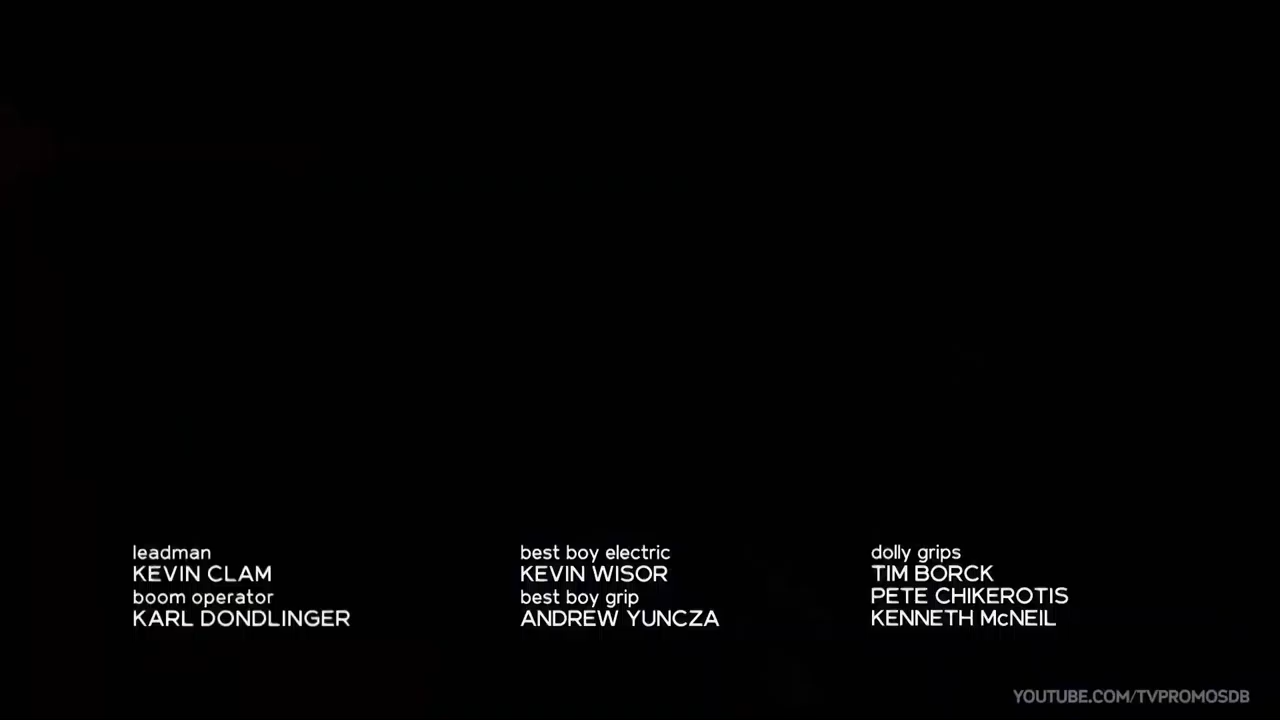 leadman
KEVIN CLAM
boom operator
KARL DONDLINGER
best boy electric
KEVIN WISOR
best boy grip
ANDREW YUNCZA
dolly grips
TIM BORCK
PETE CHIKEROTIS
KENNETH McNEIL
YOUTUBE.COM/TVPROMOSDB